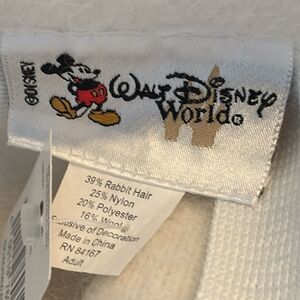 ©DISNEY
Walt Disney
World®
39% Rabbit Hair
25% Nylon
20% Polyester
16% Wool
Exclusive of Decoration
Made in China
RN 84167
Adult